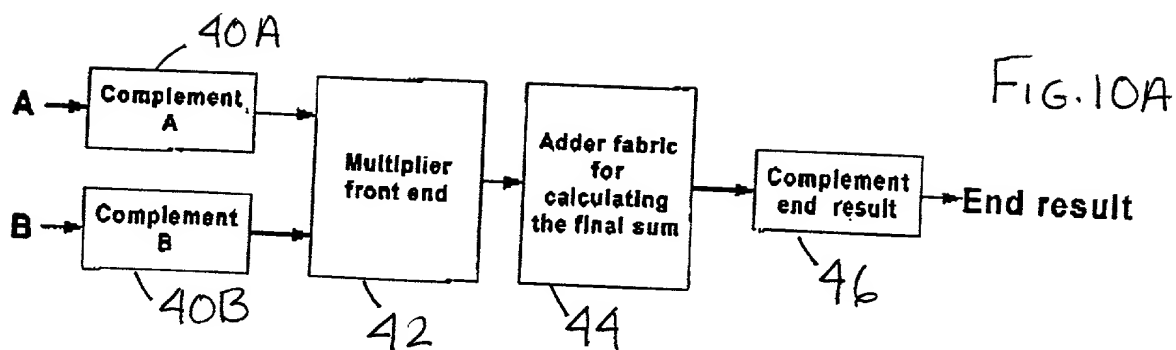 40A
FIG.10A
A
Complement
A
Multiplier
front end
Adder fabric
for
calculating
the final sum
Complement
end result
End result
B
Complement
B
40B
42
44
46